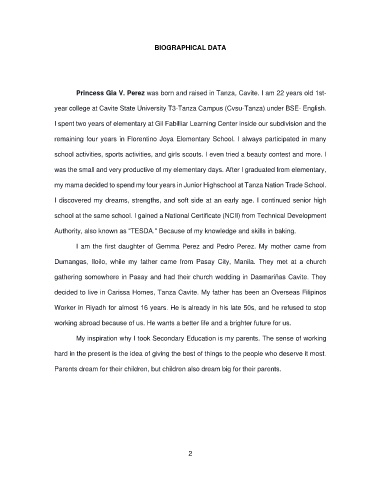 BIOGRAPHICAL DATA
Princess Gia V. Perez was born and raised in Tanza, Cavite. I am 22 years old 1st-
year college at Cavite State University T3-Tanza Campus (Cvsu-Tanza) under BSE- English.
I spent two years of elementary at Gil Fabilliar Learning Center inside our subdivision and the
remaining four years in Florentino Joya Elementary School. I always participated in many
school activities, sports activities, and girls scouts. I even tried a beauty contest and more. I
was the small and very productive of my elementary days. After I graduated from elementary,
my mama decided to spend my four years in Junior Highschool at Tanza Nation Trade School.
I discovered my dreams, strengths, and soft side at an early age. I continued senior high
school at the same school. I gained a National Certificate (NCII) from Technical Development
Authority, also known as "TESDA." Because of my knowledge and skills in baking.
I am the first daughter of Gemma Perez and Pedro Perez. My mother came from
Dumangas, Iloilo, while my father came from Pasay City, Manila. They met at a church
gathering somewhere in Pasay and had their church wedding in Dasmariñas Cavite. They
decided to live in Carissa Homes, Tanza Cavite. My father has been an Overseas Filipinos
Worker in Riyadh for almost 16 years. He is already in his late 50s, and he refused to stop
working abroad because of us. He wants a better life and a brighter future for us.
My inspiration why I took Secondary Education is my parents. The sense of working
hard in the present is the idea of giving the best of things to the people who deserve it most.
Parents dream for their children, but children also dream big for their parents.
2